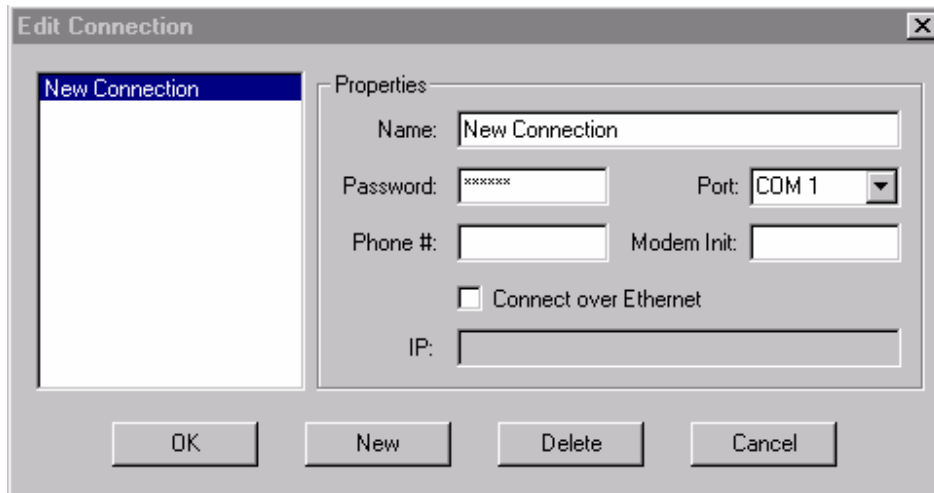 Edit Connection
New Connection
Properties
Name: New Connection
Password: ****** Port: COM 1
Phone #: Modem Init:
Connect over Ethernet
IP:
OK New Delete Cancel